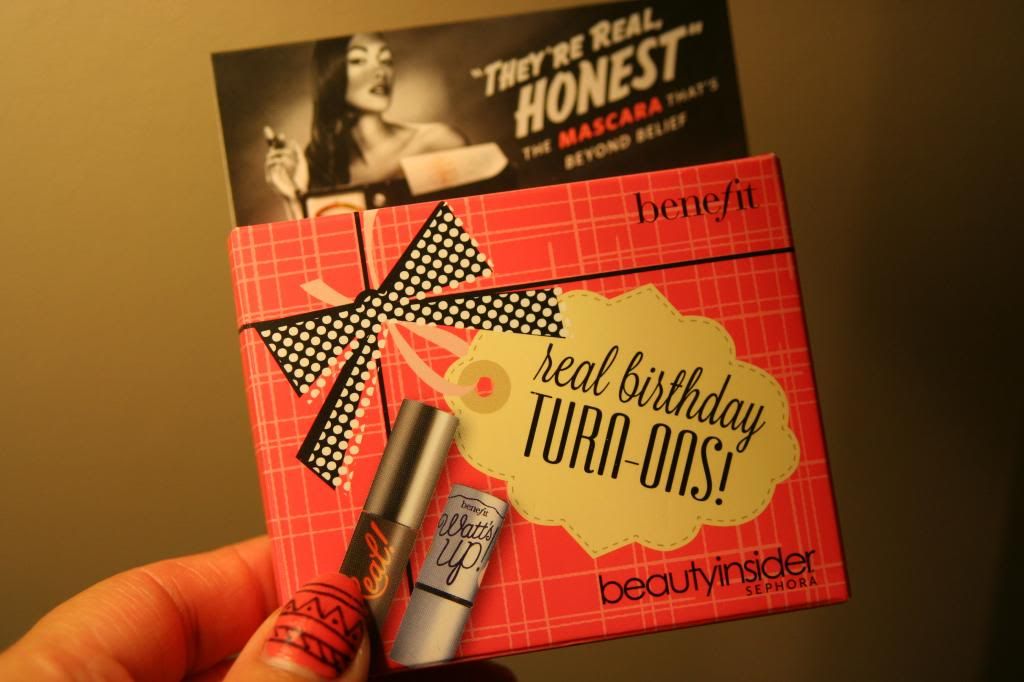 "THEY'RE REAL,
HONEST"
THE MASCARA THAT'S
BEYOND BELIEF
benefit
real birthday
TURN-ONS!
eal!
benefit
Watt's
up!
beautyinsider
SEPHORA